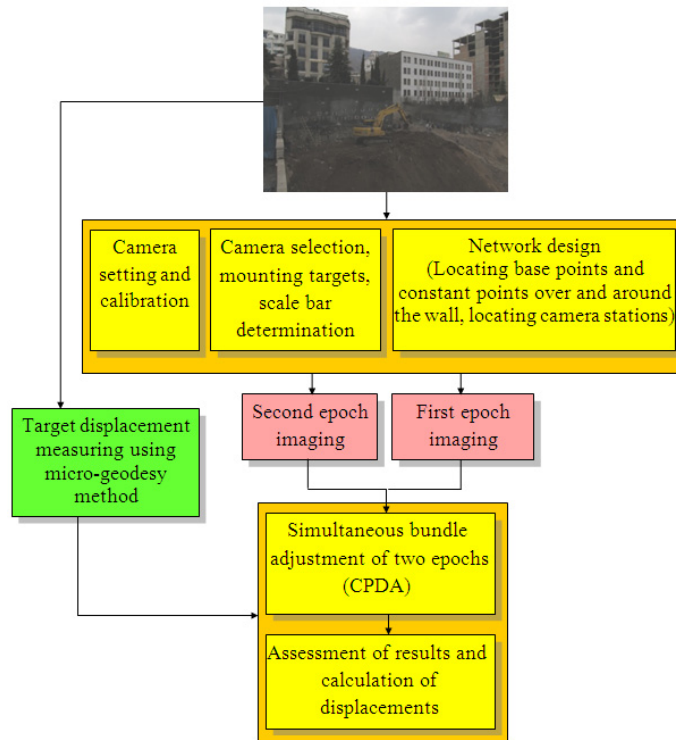 Camera
setting and
calibration
Camera selection,
mounting targets,
scale bar
determination
Network design
(Locating base points and
constant points over and around
the wall, locating camera stations)
Target displacement
measuring using
micro-geodesy
method
Second epoch
imaging
First epoch
imaging
Simultaneous bundle
adjustment of two epochs
(CPDA)
Assessment of results and
calculation of
displacements